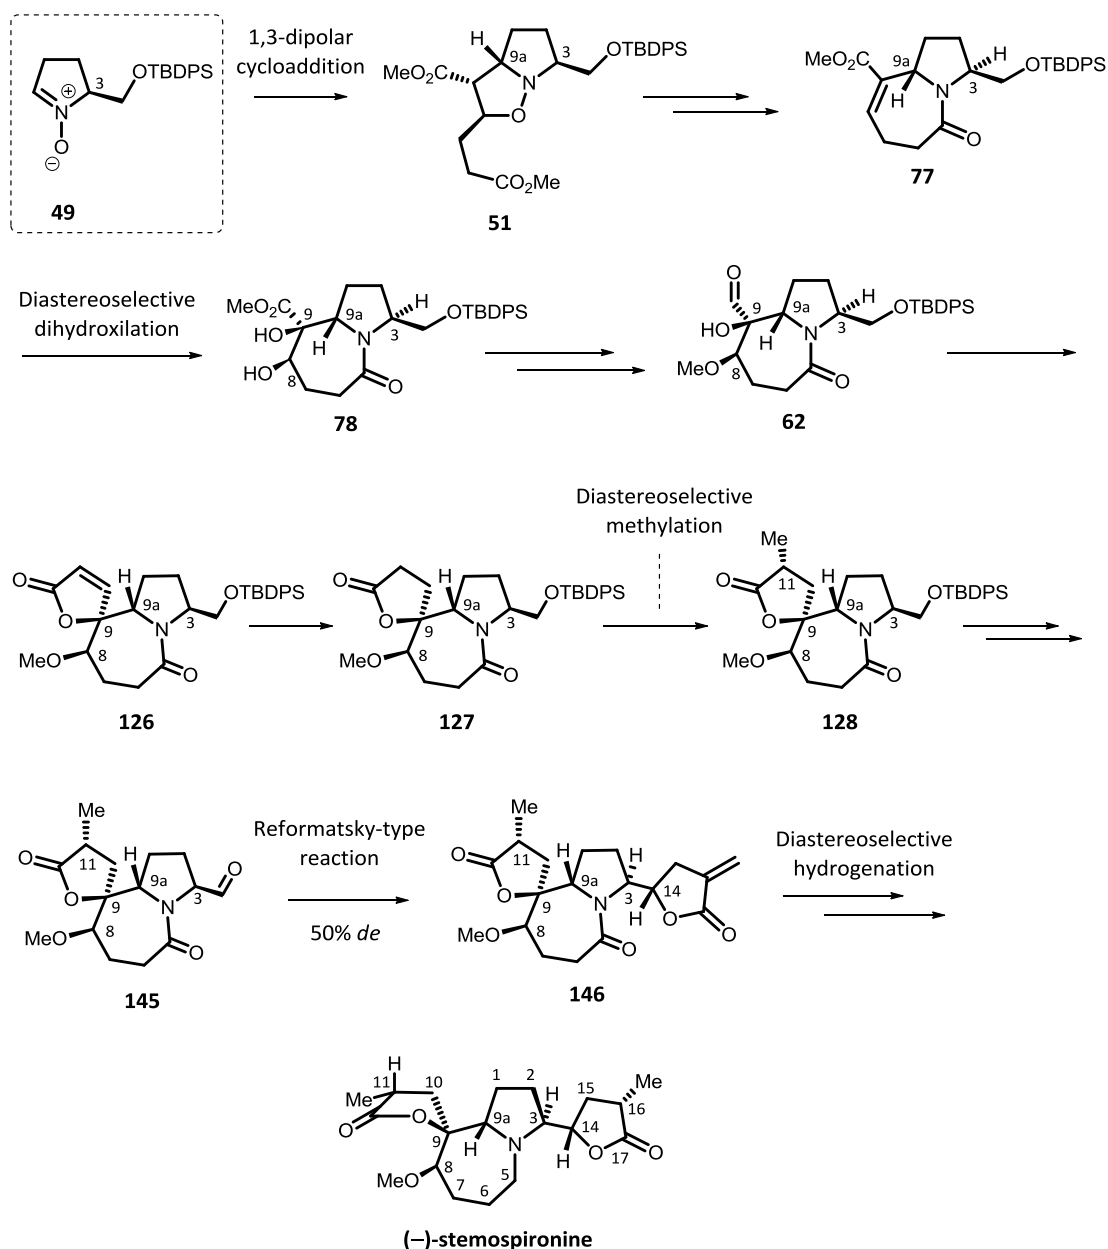 1,3-dipolar
cycloaddition
3
OTBDPS
N
+
O
−
49
H
9a
3
OTBDPS
MeO₂C
N
O
CO₂Me
51
MeO₂C
9a
H
3
OTBDPS
H
N
O
77
Diastereoselective
dihydroxilation
MeO₂C
9
9a
H
3
OTBDPS
HO
H
N
HO
8
O
78
O
9
9a
H
3
OTBDPS
HO
H
N
MeO
8
O
62
O
H
9a
OTBDPS
3
O
9
N
MeO
8
O
126
O
H
9a
OTBDPS
3
O
9
N
MeO
8
O
127
Diastereoselective
methylation
Me
11
O
H
9a
OTBDPS
3
O
9
N
MeO
8
O
128
Me
11
O
H
9a
O
3
O
9
N
MeO
8
O
145
Reformatsky-type
reaction
50% de
Me
11
O
H
9a
H
3
14
O
9
N
H
O
O
MeO
8
O
146
Diastereoselective
hydrogenation
H
11
10
Me
1
2
H
15
Me
16
O
O
9a
3
14
9
H
N
H
O
17
O
MeO
8
7
6
5
(−)-stemospironine